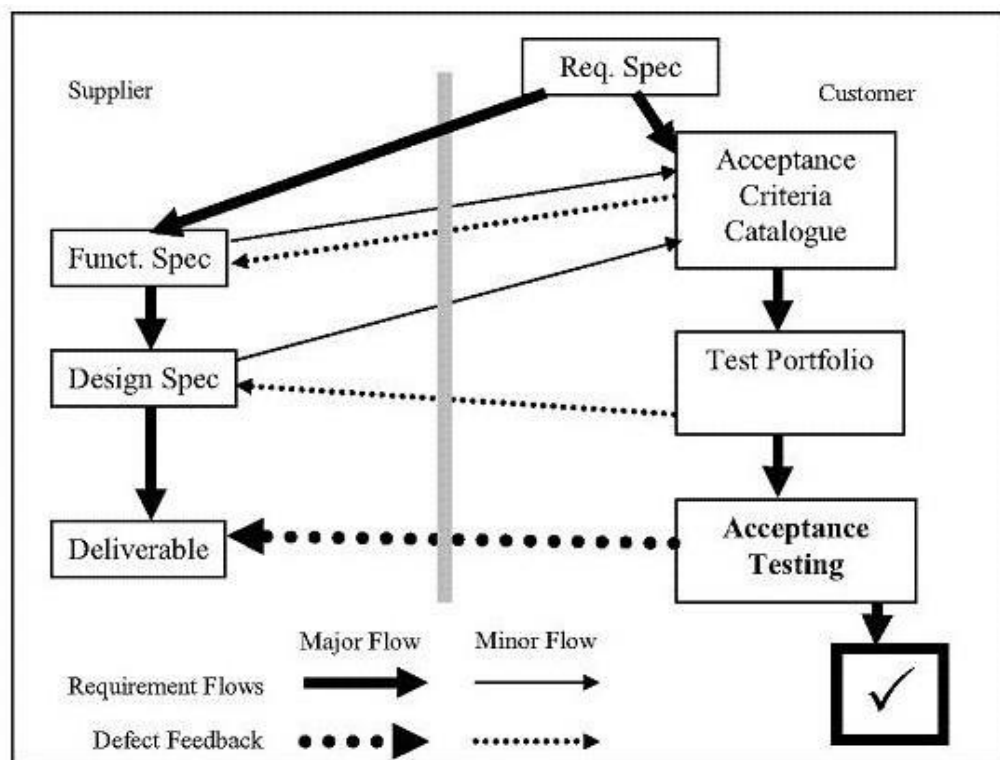 Req. Spec
Supplier
Customer
Acceptance
Criteria
Catalogue
Funct. Spec
Design Spec
Test Portfolio
Deliverable
Acceptance
Testing
Major Flow
Minor Flow
Requirement Flows
Defect Feedback